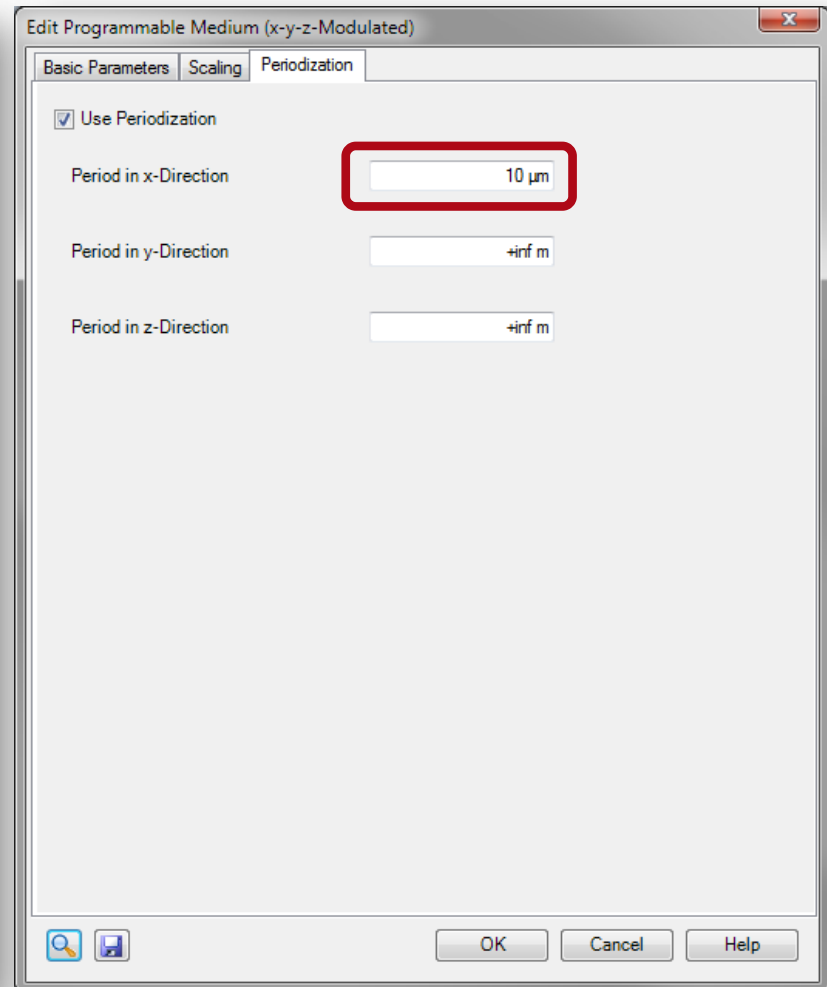 Edit Programmable Medium (x-y-z-Modulated)
Basic Parameters Scaling Periodization
Use Periodization
Period in x-Direction 10 µm
Period in y-Direction +inf m
Period in z-Direction +inf m
OK Cancel Help